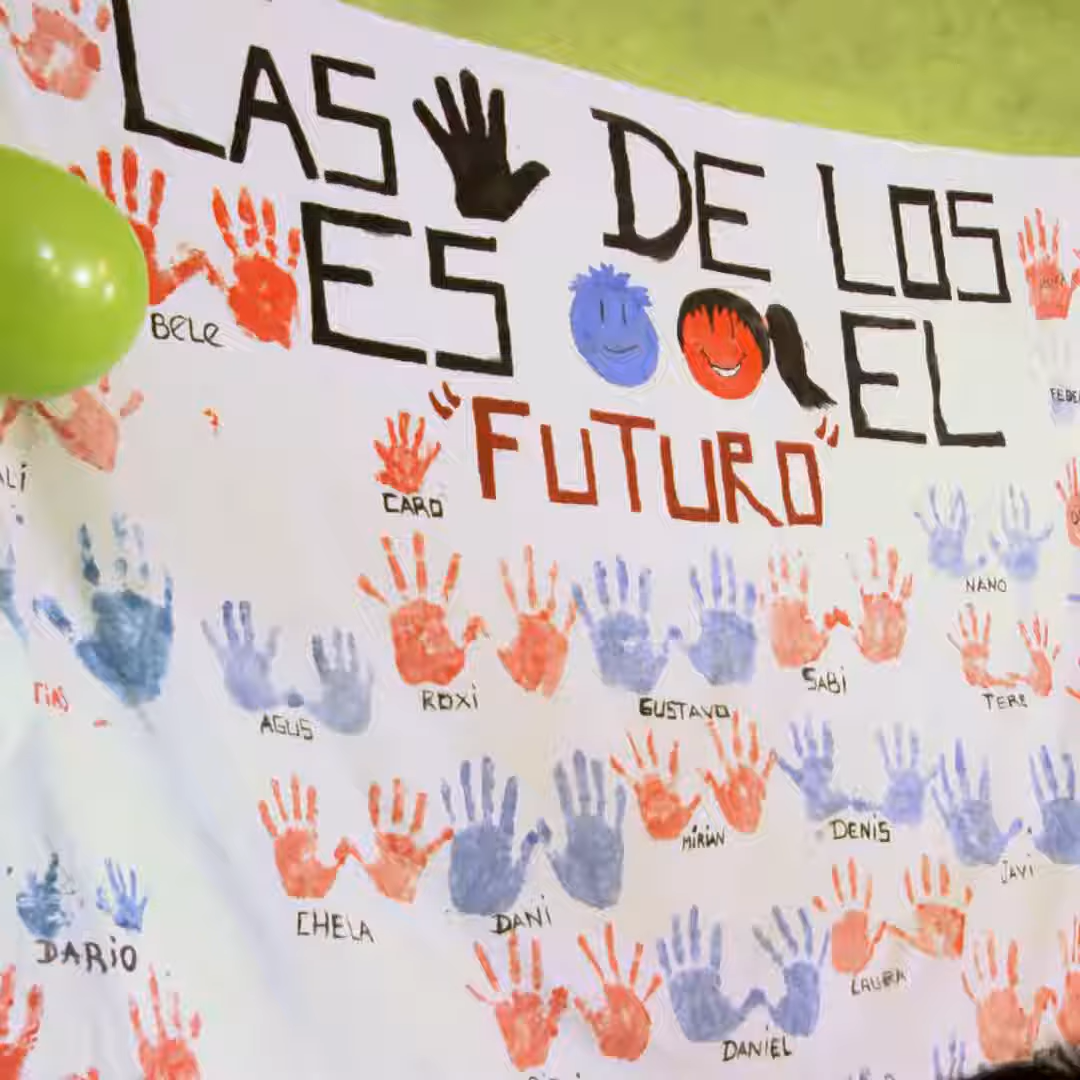 LAS DE LOS
ES EL
"FUTURO"
BELE
CARO
NANO
AGUS
ROXI
GUSTAVO
SABI
TERE
MIRIAN
DENIS
JAVI
CHELA
DANI
DARIO
LAURA
DANIEL